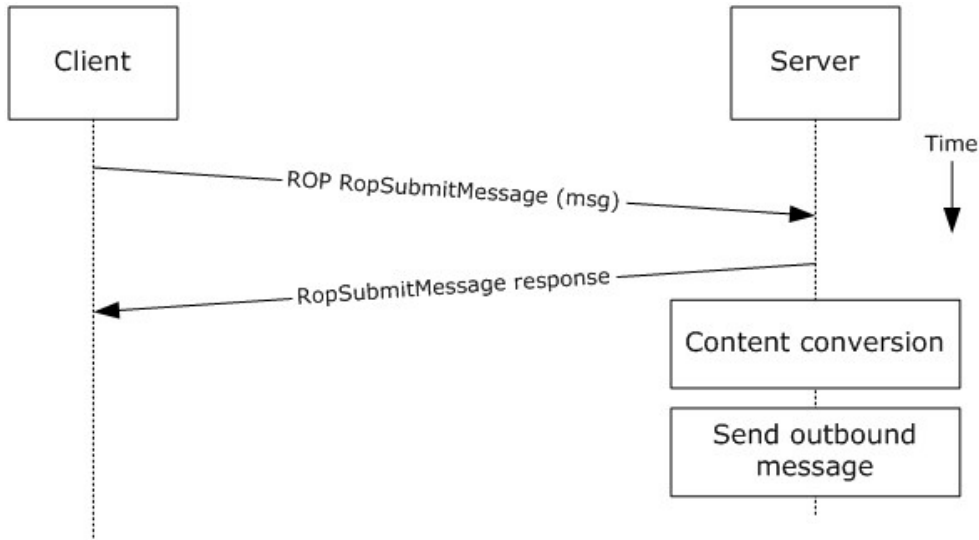 Client
Server
Time
ROP RopSubmitMessage (msg)
RopSubmitMessage response
Content conversion
Send outbound
message